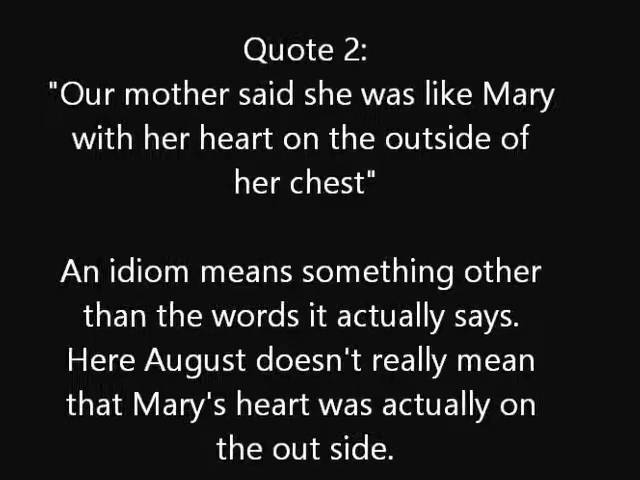 Quote 2:
"Our mother said she was like Mary
with her heart on the outside of
her chest"
An idiom means something other
than the words it actually says.
Here August doesn't really mean
that Mary's heart was actually on
the out side.